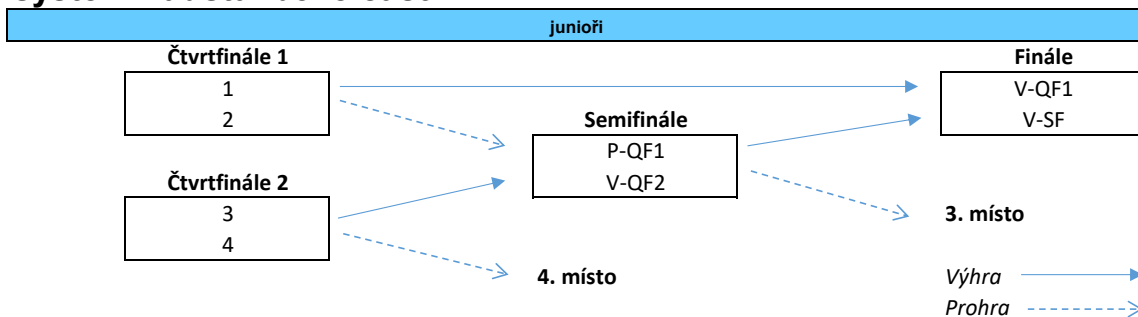 junioři
Čtvrtfinále 1
1
2
Čtvrtfinále 2
3
4
Semifinále
P-QF1
V-QF2
4. místo
Finále
V-QF1
V-SF
3. místo
Výhra
Prohra